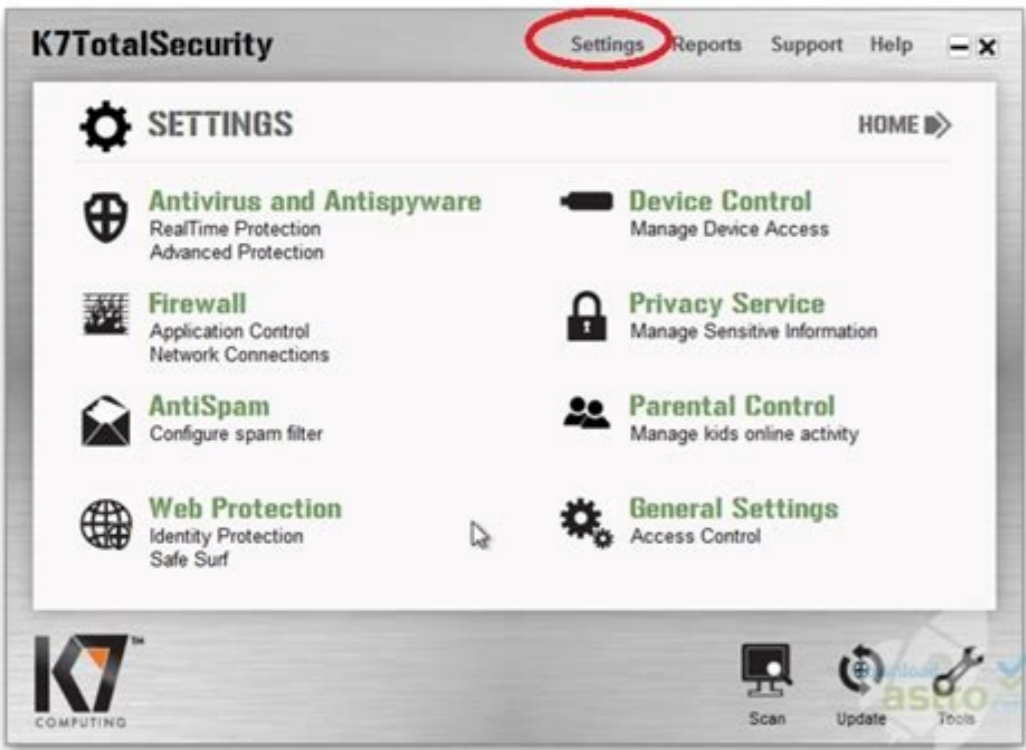 K7TotalSecurity
Settings Reports Support Help
SETTINGS
HOME
Antivirus and Antispyware
RealTime Protection
Advanced Protection
Device Control
Manage Device Access
Firewall
Application Control
Network Connections
Privacy Service
Manage Sensitive Information
AntiSpam
Configure spam filter
Parental Control
Manage kids online activity
Web Protection
Identity Protection
Safe Surf
General Settings
Access Control
K7™
COMPUTING
Scan Update Tools
astro